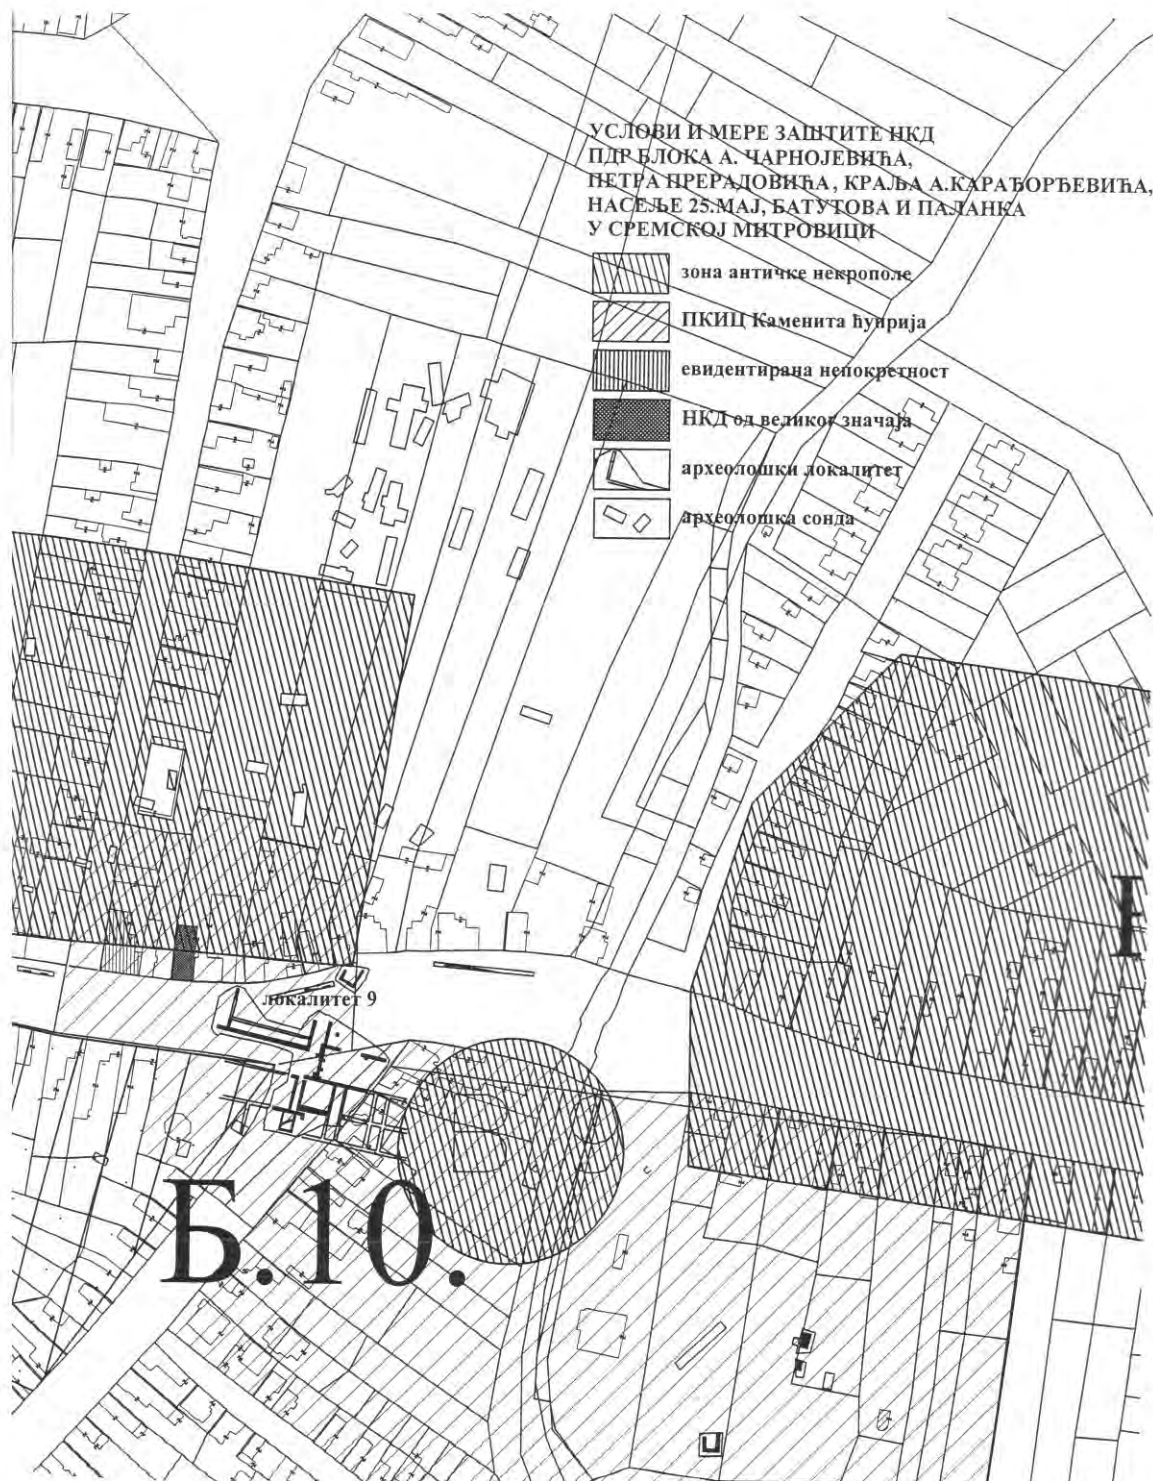 УСЛОВИ И МЕРЕ ЗАШТИТЕ НКД
ПДР БЛОКА А. ЧАРНОЈЕВИЋА,
ПЕТРА ПРЕРАДОВИЋА, КРАЉА А.КАРАЂОРЂЕВИЋА,
НАСЕЉЕ 25.МАЈ, БАТУТОВА И ПАЛАНКА
У СРЕМСКОЈ МИТРОВИЦИ
зона античке некрополе
ПКИЦ Каменита ћуприја
евидентирана непокретност
НКД од великог значаја
археолошки локалитет
археолошка сонда
локалитет 9
Б.10.